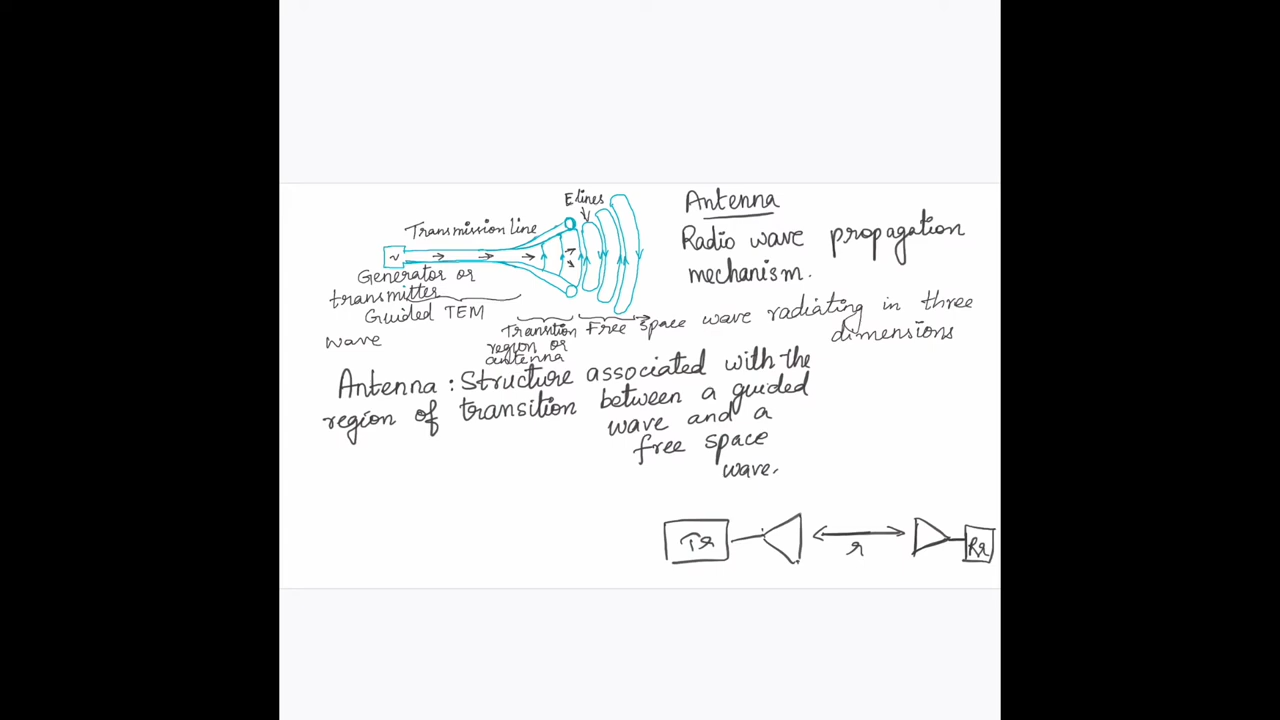 E lines
Transmission line
~
Generator or
transmitter
Guided TEM
wave
Transition
region or
antenna
Free space wave radiating in three
dimensions
Antenna
Radio wave propagation
mechanism.
Antenna : Structure associated with the
region of transition between a guided
wave and a
free space
wave.
Tr
r
Rr